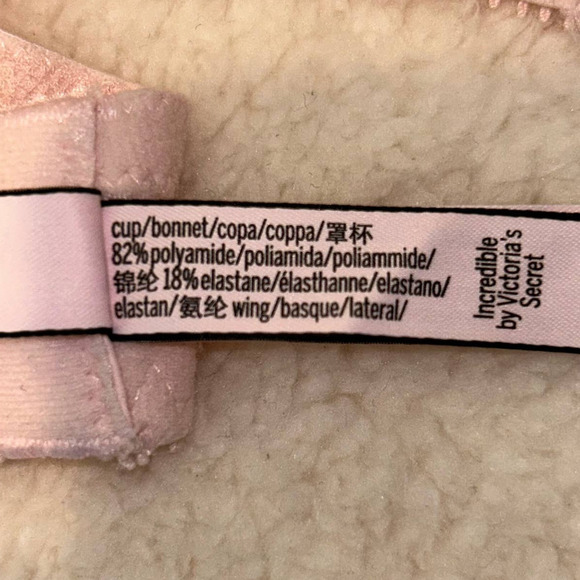 cup/bonnet/copa/coppa/罩杯
82%polyamide/poliamida/poliammide/
锦纶 18%elastane/élasthanne/elastano/
elastan/氨纶 wing/basque/lateral/
Incredible
by Victoria's
Secret